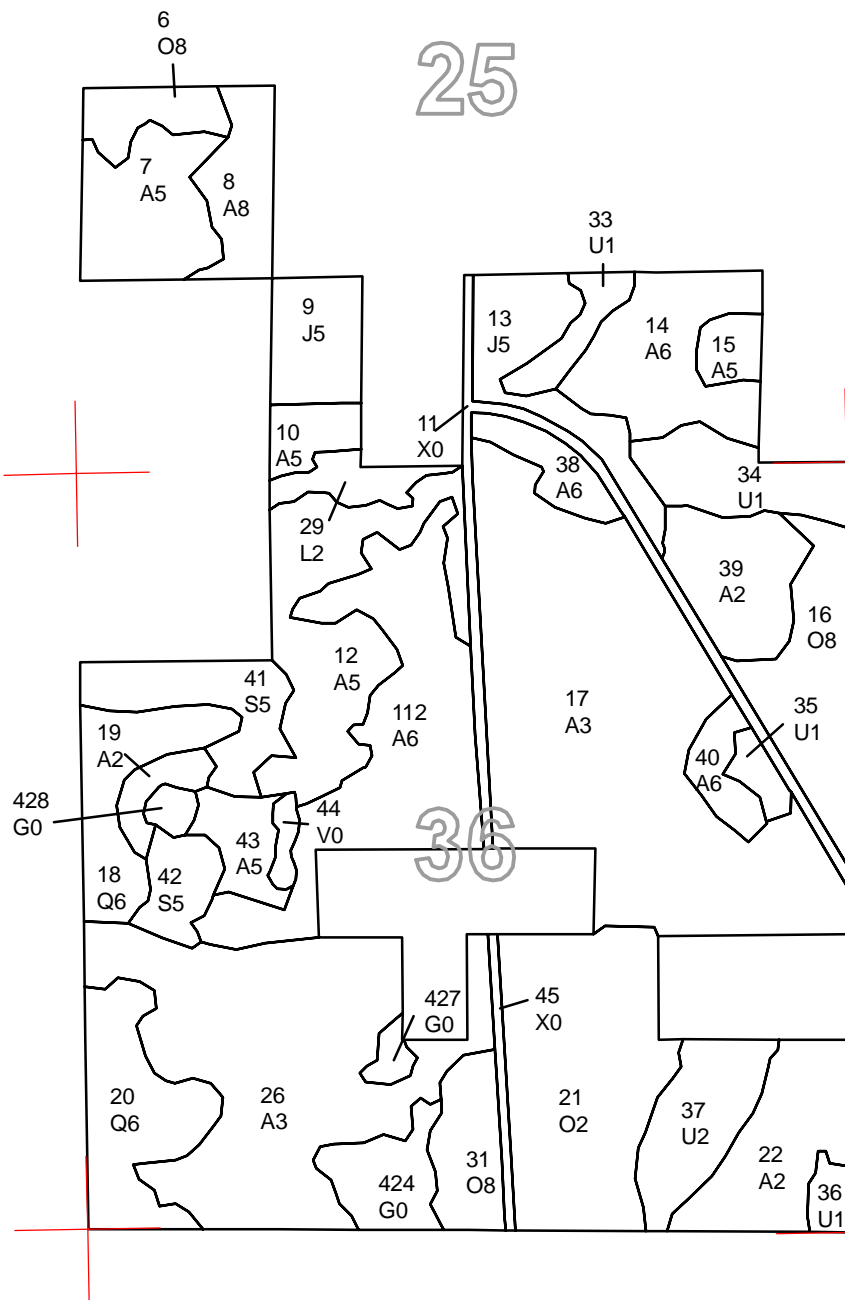 6
O8
25
7
A5
8
A8
33
U1
9
J5
13
J5
14
A6
15
A5
10
A5
11
X0
38
A6
34
U1
29
L2
39
A2
16
O8
12
A5
41
S5
112
A6
17
A3
35
U1
19
A2
40
A6
428
G0
44
V0
36
43
A5
18
Q6
42
S5
427
G0
45
X0
20
Q6
26
A3
21
O2
37
U2
31
O8
424
G0
22
A2
36
U1